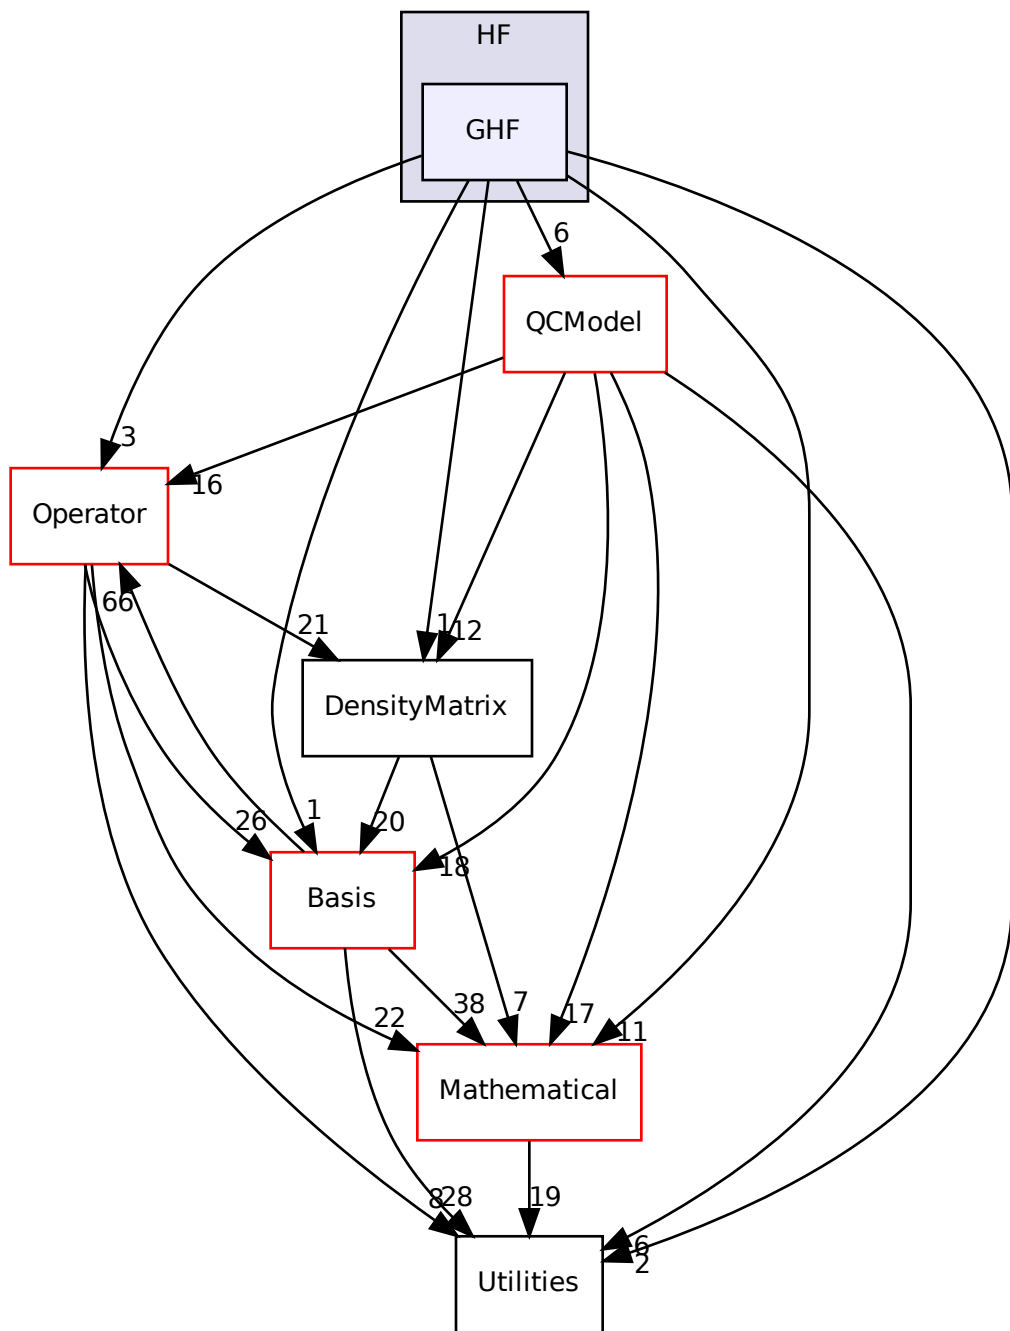 HF
GHF
6
QCModel
3
16
Operator
66
21
1
12
DensityMatrix
26
1
20
18
Basis
38
7
17
22
11
Mathematical
8
28
19
6
2
Utilities